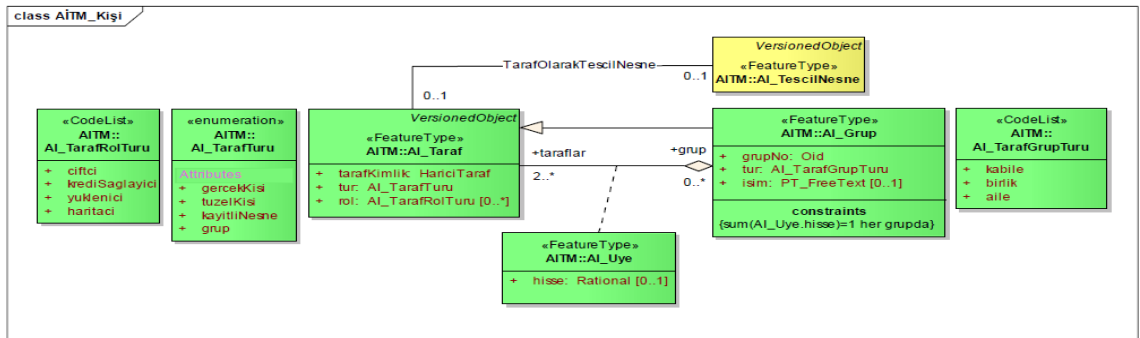 class AİTM_Kişi
VersionedObject
«FeatureType»
AITM::AI_TescilNesne
TarafOlarakTescilNesne
0..1
0..1
«CodeList»
AITM::
AI_TarafRolTuru
+ ciftci
+ krediSaglayici
+ yuklenici
+ haritaci
«enumeration»
AITM::
AI_TarafTuru
Attributes
+ gercekKisi
+ tuzelKisi
+ kayitliNesne
+ grup
VersionedObject
«FeatureType»
AITM::AI_Taraf
+ tarafKimlik: HariciTaraf
+ tur: AI_TarafTuru
+ rol: AI_TarafRolTuru [0..*]
+taraflar
2..*
+grup
0..*
«FeatureType»
AITM::AI_Grup
+ grupNo: Oid
+ tur: AI_TarafGrupTuru
+ isim: PT_FreeText [0..1]
constraints
{sum(AI_Uye.hisse)=1 her grupda}
«CodeList»
AITM::
AI_TarafGrupTuru
+ kabile
+ birlik
+ aile
«FeatureType»
AITM::AI_Uye
+ hisse: Rational [0..1]